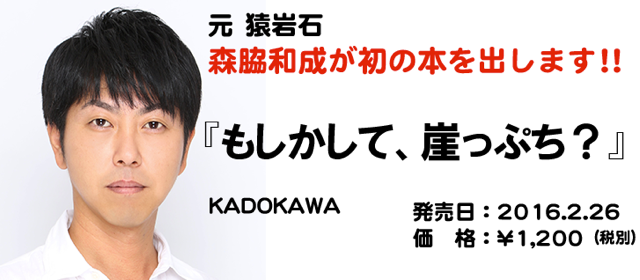 元 猿岩石
森脇和成が初の本を出します!!
『もしかして、崖っぷち？』
KADOKAWA
発売日：2016.2.26
価　格：¥1,200（税別）